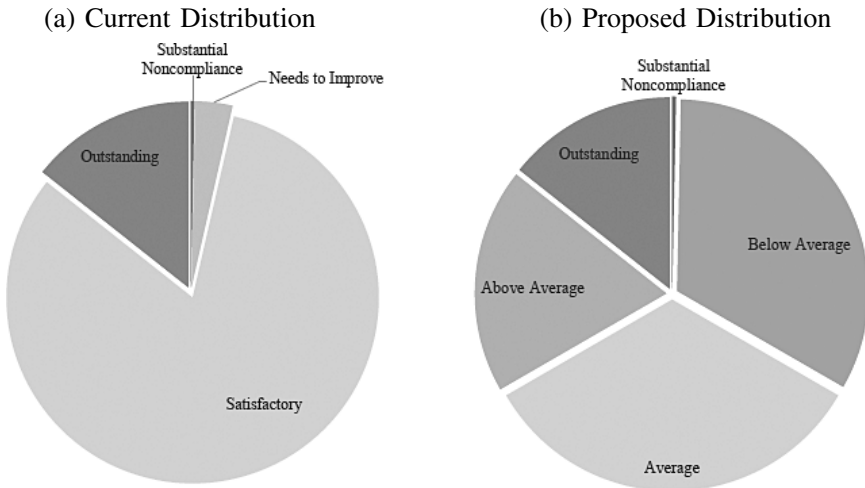 (a) Current Distribution
Substantial
Noncompliance
Needs to Improve
Outstanding
Satisfactory
(b) Proposed Distribution
Substantial
Noncompliance
Outstanding
Below Average
Above Average
Average